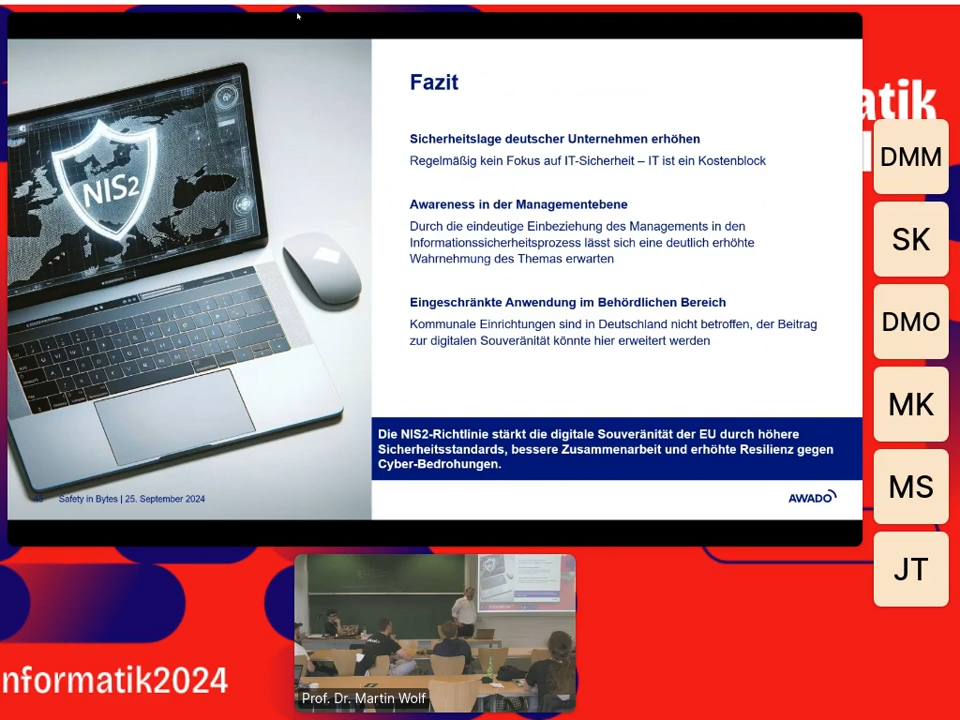 Fazit
Sicherheitslage deutscher Unternehmen erhöhen
Regelmäßig kein Fokus auf IT-Sicherheit – IT ist ein Kostenblock
Awareness in der Managementebene
Durch die eindeutige Einbeziehung des Managements in den
Informationssicherheitsprozess lässt sich eine deutlich erhöhte
Wahrnehmung des Themas erwarten
Eingeschränkte Anwendung im Behördlichen Bereich
Kommunale Einrichtungen sind in Deutschland nicht betroffen, der Beitrag
zur digitalen Souveränität könnte hier erweitert werden
Die NIS2-Richtlinie stärkt die digitale Souveränität der EU durch höhere
Sicherheitsstandards, bessere Zusammenarbeit und erhöhte Resilienz gegen
Cyber-Bedrohungen.
NIS2
Safety in Bytes | 25. September 2024
AWADO
atik
DMM
SK
DMO
MK
MS
JT
nformatik2024
Prof. Dr. Martin Wolf